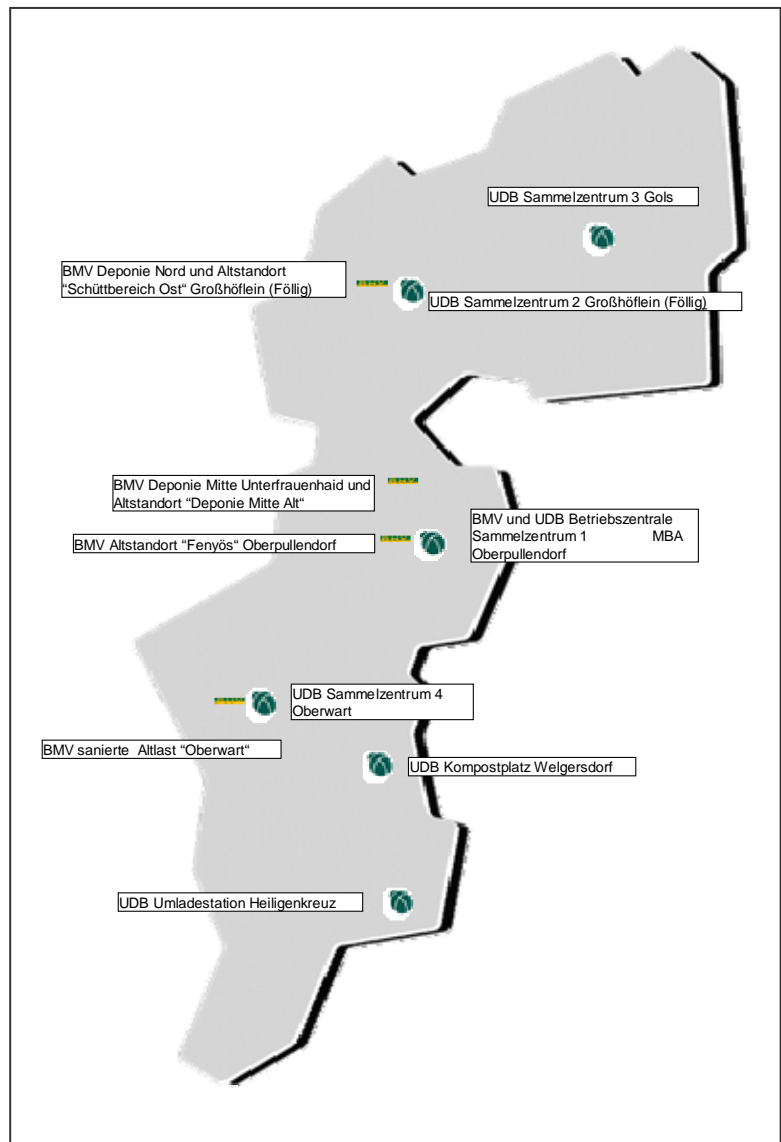 UDB Sammelzentrum 3 Gols
BMV Deponie Nord und Altstandort
“Schüttbereich Ost“ Großhöflein (Föllig)
UDB Sammelzentrum 2 Großhöflein (Föllig)
BMV Deponie Mitte Unterfrauenhaid und
Altstandort “Deponie Mitte Alt“
BMV Altstandort “Fenyös“ Oberpullendorf
BMV und UDB Betriebszentrale
Sammelzentrum 1 MBA
Oberpullendorf
UDB Sammelzentrum 4
Oberwart
BMV sanierte Altlast “Oberwart“
UDB Kompostplatz Welgersdorf
UDB Umladestation Heiligenkreuz